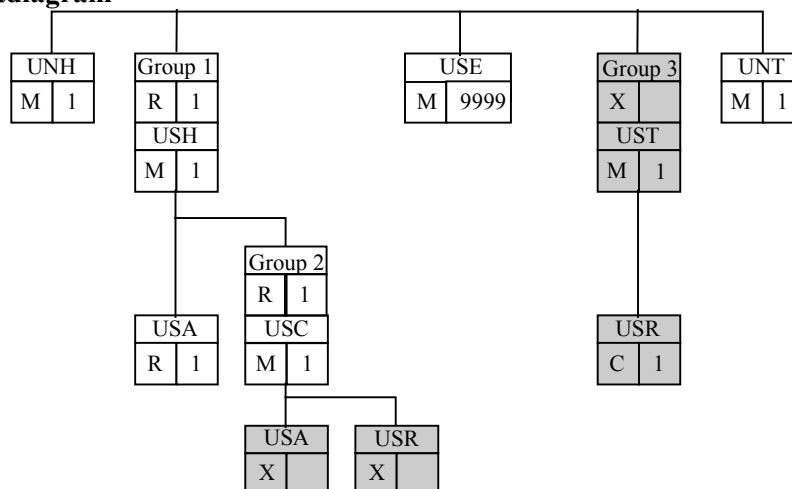 UNH Group 1 USE Group 3 UNT
M 1 R 1 M 9999 X M 1
USH UST
M 1 M 1
Group 2
R 1
USA USC USR
R 1 M 1 C 1
USA USR
X X